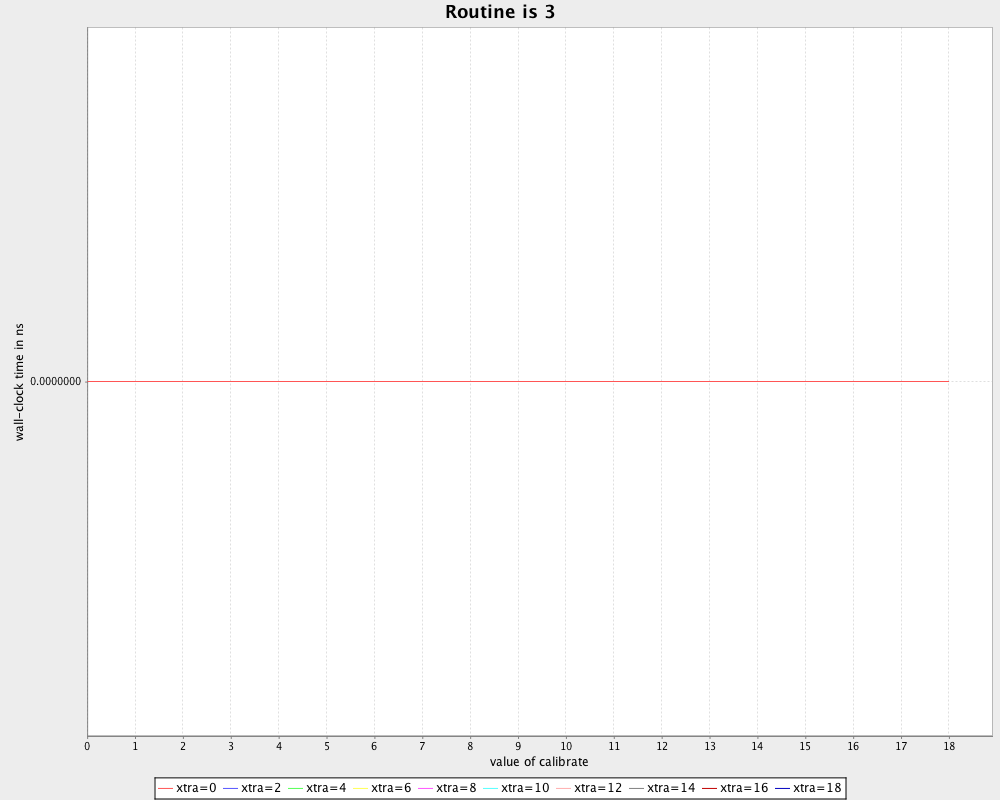 Routine is 3
wall-clock time in ns
0.0000000
0 1 2 3 4 5 6 7 8 9 10 11 12 13 14 15 16 17 18
value of calibrate
xtra=0 xtra=2 xtra=4 xtra=6 xtra=8 xtra=10 xtra=12 xtra=14 xtra=16 xtra=18